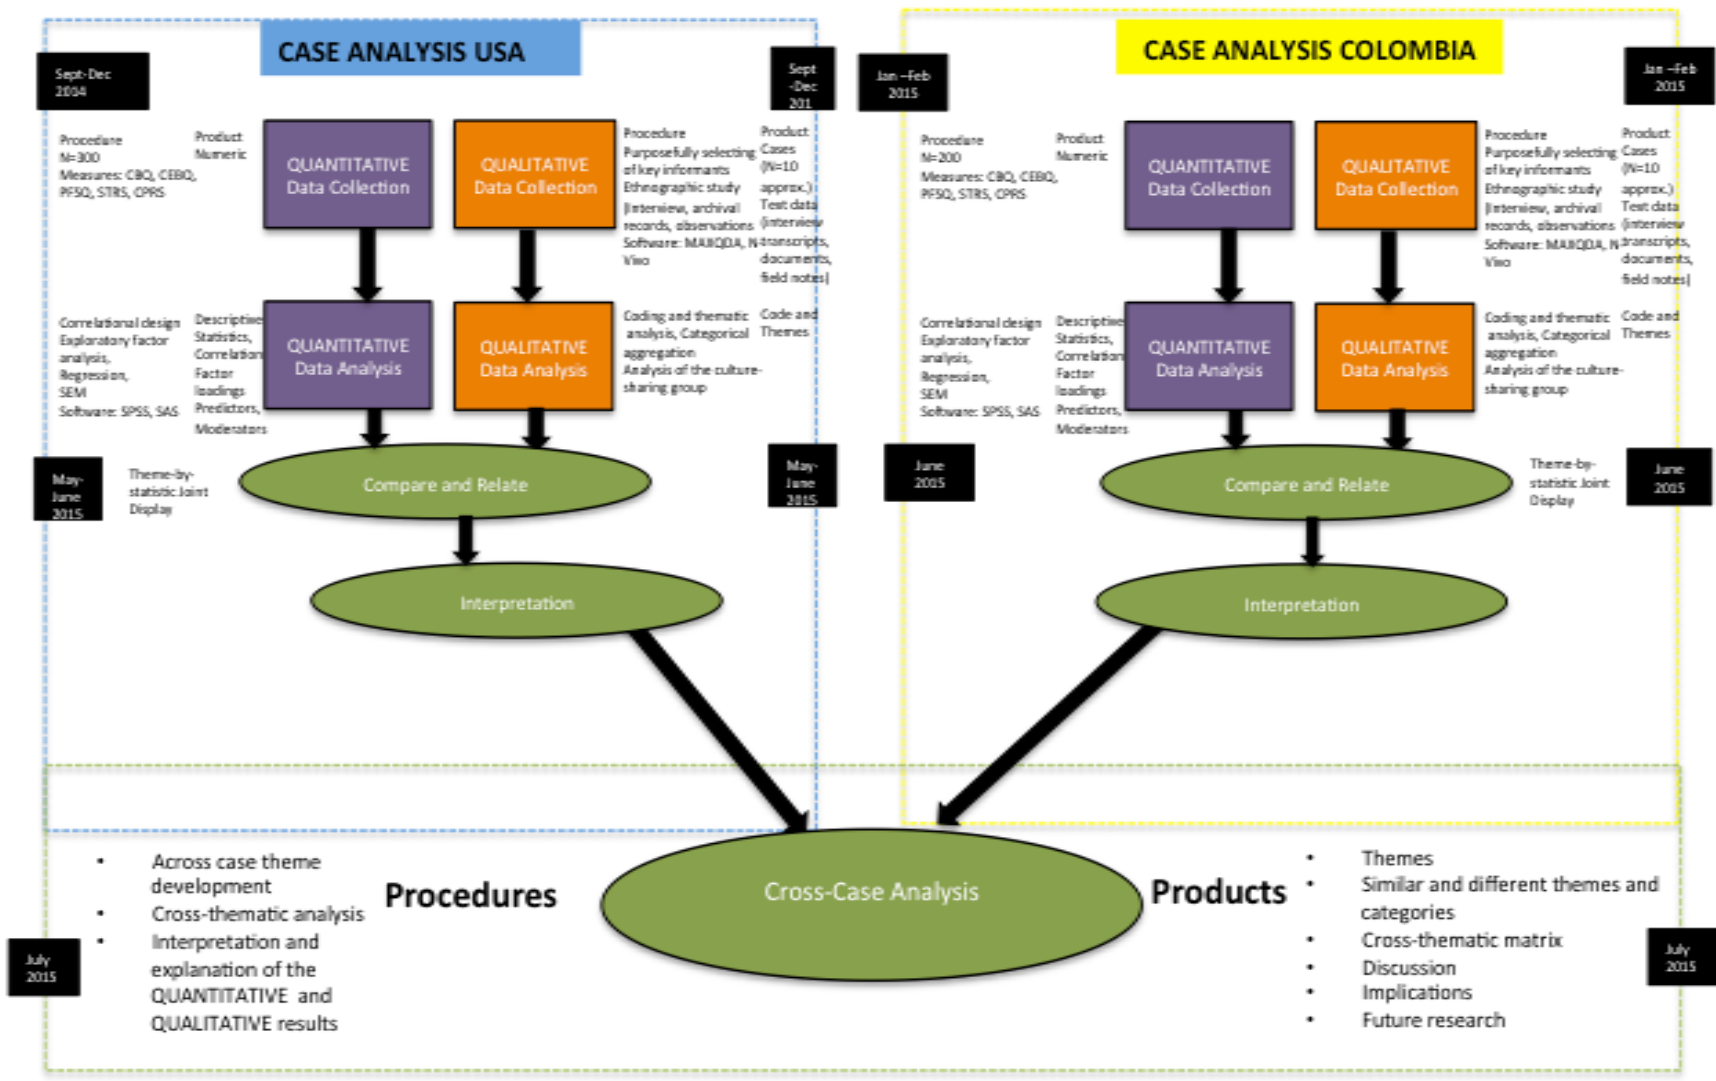 CASE ANALYSIS USA
Sept-Dec
2014
Sept
-Dec
201
Procedure
N=300
Measures: CBQ, CEBQ,
PFSQ, STRS, CPRS
Product
Numeric
QUANTITATIVE
Data Collection
QUALITATIVE
Data Collection
Procedure
Purposefully selecting
of key informants
Ethnographic study
(Interview, archival
records, observations
Software: MAXQDA, N-
Vivo
Product
Cases
(N=10
approx.)
Text data
(interview
transcripts,
documents,
field notes)
Correlational design
Exploratory factor
analysis,
Regression,
SEM
Software: SPSS, SAS
Descriptive
Statistics,
Correlation
Factor
loadings
Predictors,
Moderators
QUANTITATIVE
Data Analysis
QUALITATIVE
Data Analysis
Coding and thematic
analysis, Categorical
aggregation
Analysis of the culture-
sharing group
Code and
Themes
May-
June
2015
Theme-by-
statistic Joint
Display
Compare and Relate
May-
June
2015
Interpretation
CASE ANALYSIS COLOMBIA
Jan –Feb
2015
Jan –Feb
2015
Procedure
N=200
Measures: CBQ, CEBQ,
PFSQ, STRS, CPRS
Product
Numeric
QUANTITATIVE
Data Collection
QUALITATIVE
Data Collection
Procedure
Purposefully selecting
of key informants
Ethnographic study
(Interview, archival
records, observations
Software: MAXQDA, N-
Vivo
Product
Cases
(N=10
approx.)
Text data
(interview
transcripts,
documents,
field notes)
Correlational design
Exploratory factor
analysis,
Regression,
SEM
Software: SPSS, SAS
Descriptive
Statistics,
Correlation
Factor
loadings
Predictors,
Moderators
QUANTITATIVE
Data Analysis
QUALITATIVE
Data Analysis
Coding and thematic
analysis, Categorical
aggregation
Analysis of the culture-
sharing group
Code and
Themes
June
2015
Compare and Relate
Theme-by-
statistic Joint
Display
June
2015
Interpretation
• Across case theme
development
• Cross-thematic analysis
• Interpretation and
explanation of the
QUANTITATIVE and
QUALITATIVE results
Procedures
Cross-Case Analysis
Products
• Themes
• Similar and different themes and
categories
• Cross-thematic matrix
• Discussion
• Implications
• Future research
July
2015
July
2015